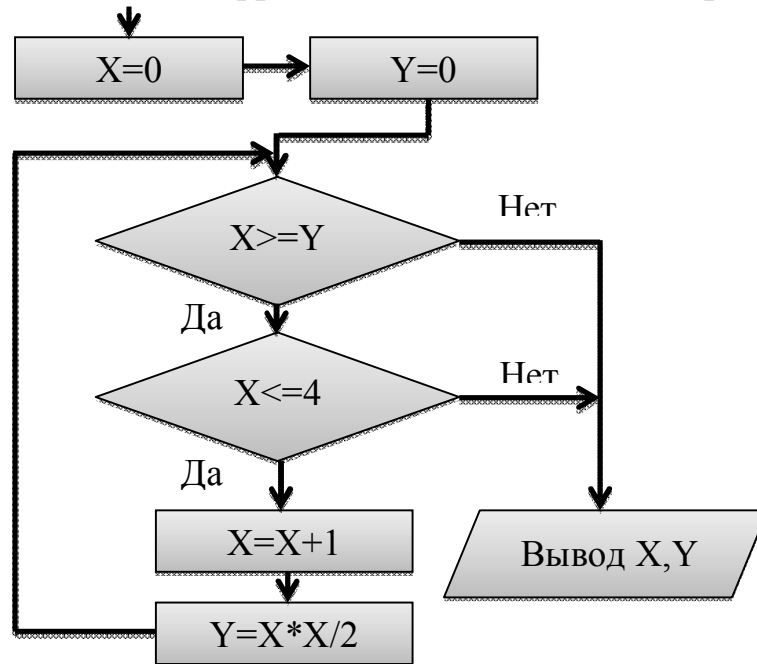 X=0
Y=0
X>=Y
Нет
Да
X<=4
Нет
Да
X=X+1
Y=X*X/2
Вывод X,Y